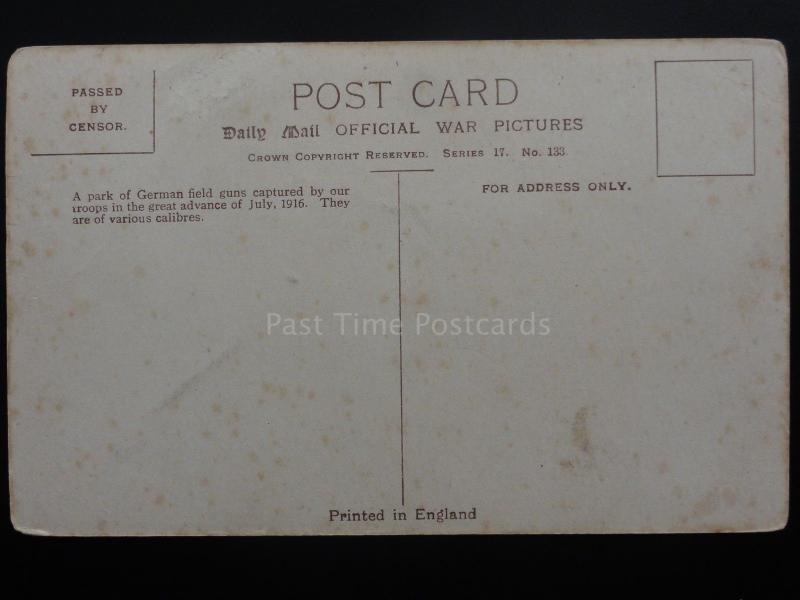 PASSED
BY
CENSOR.
POST CARD
Daily Mail OFFICIAL WAR PICTURES
CROWN COPYRIGHT RESERVED. SERIES 17. No. 133.
A park of German field guns captured by our
troops in the great advance of July, 1916. They
are of various calibres.
FOR ADDRESS ONLY.
Past Time Postcards
Printed in England